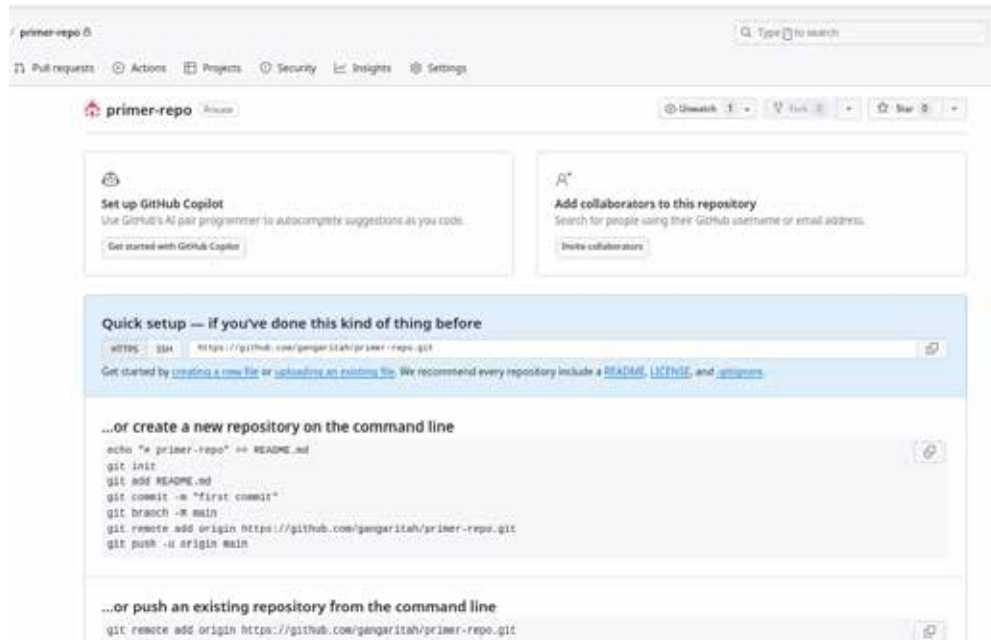 primer-repo
Type / to search
Pull requests Actions Projects Security Insights Settings
primer-repo Private
Unwatch 1 Fork 0 Star 0
Set up GitHub Copilot
Use GitHub's AI pair programmer to autocomplete suggestions as you code.
Get started with GitHub Copilot
Add collaborators to this repository
Search for people using their GitHub username or email address.
Invite collaborators
Quick setup — if you've done this kind of thing before
HTTPS SSH https://github.com/gangaritah/primer-repo.git
Get started by creating a new file or uploading an existing file. We recommend every repository include a README, LICENSE, and .gitignore.
...or create a new repository on the command line
echo "# primer-repo" >> README.md
git init
git add README.md
git commit -m "first commit"
git branch -M main
git remote add origin https://github.com/gangaritah/primer-repo.git
git push -u origin main
...or push an existing repository from the command line
git remote add origin https://github.com/gangaritah/primer-repo.git